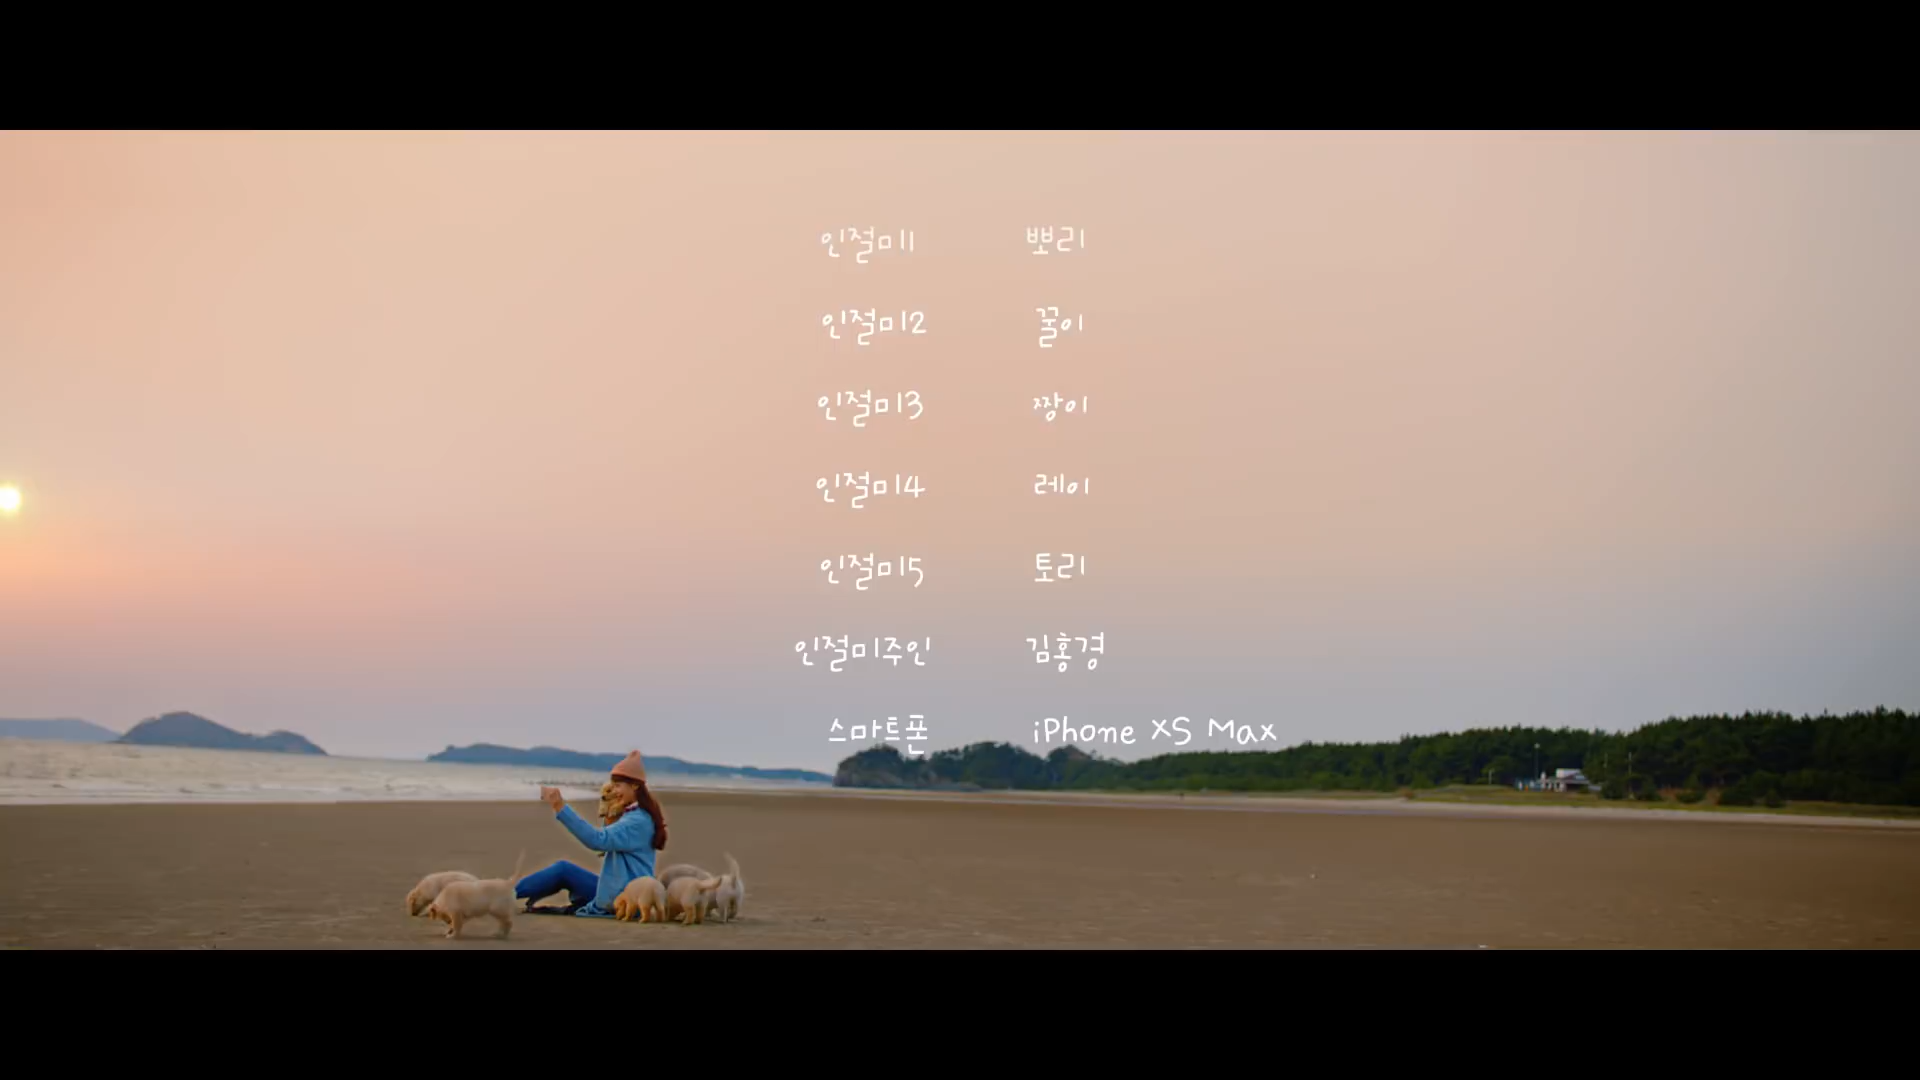 인절미1 뽀리
인절미2 꿀이
인절미3 짱이
인절미4 레이
인절미5 토리
인절미주인 김홍경
스마트폰 iPhone XS Max